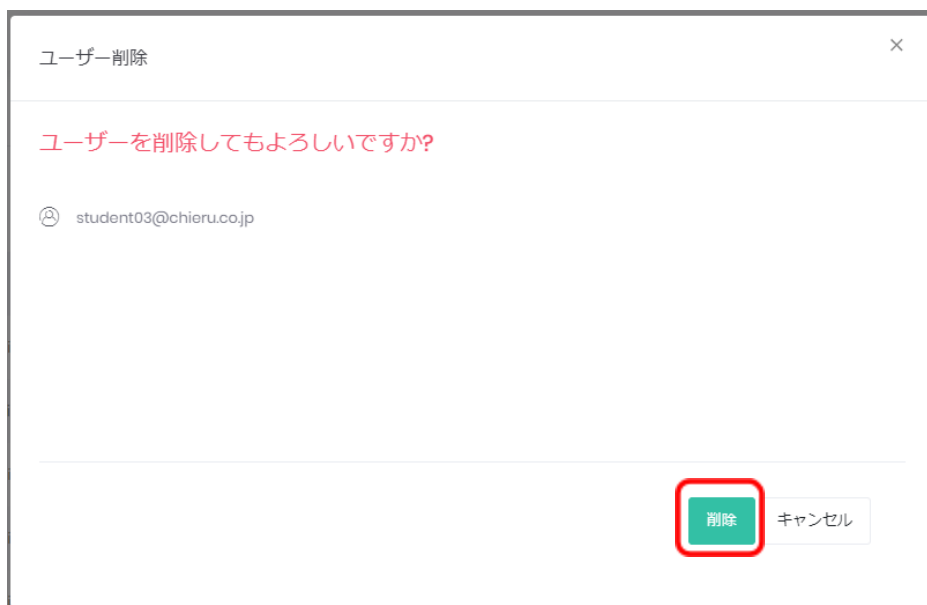 ユーザー削除
ユーザーを削除してもよろしいですか?
student03@chieru.co.jp
削除 キャンセル